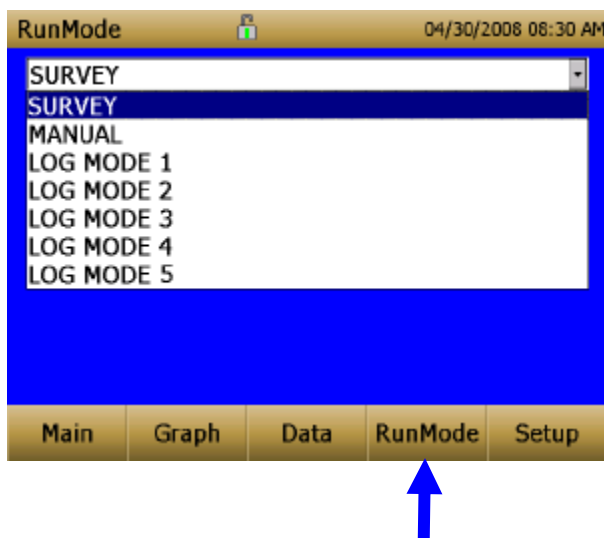 RunMode 04/30/2008 08:30 AM
SURVEY
SURVEY
MANUAL
LOG MODE 1
LOG MODE 2
LOG MODE 3
LOG MODE 4
LOG MODE 5
Main Graph Data RunMode Setup